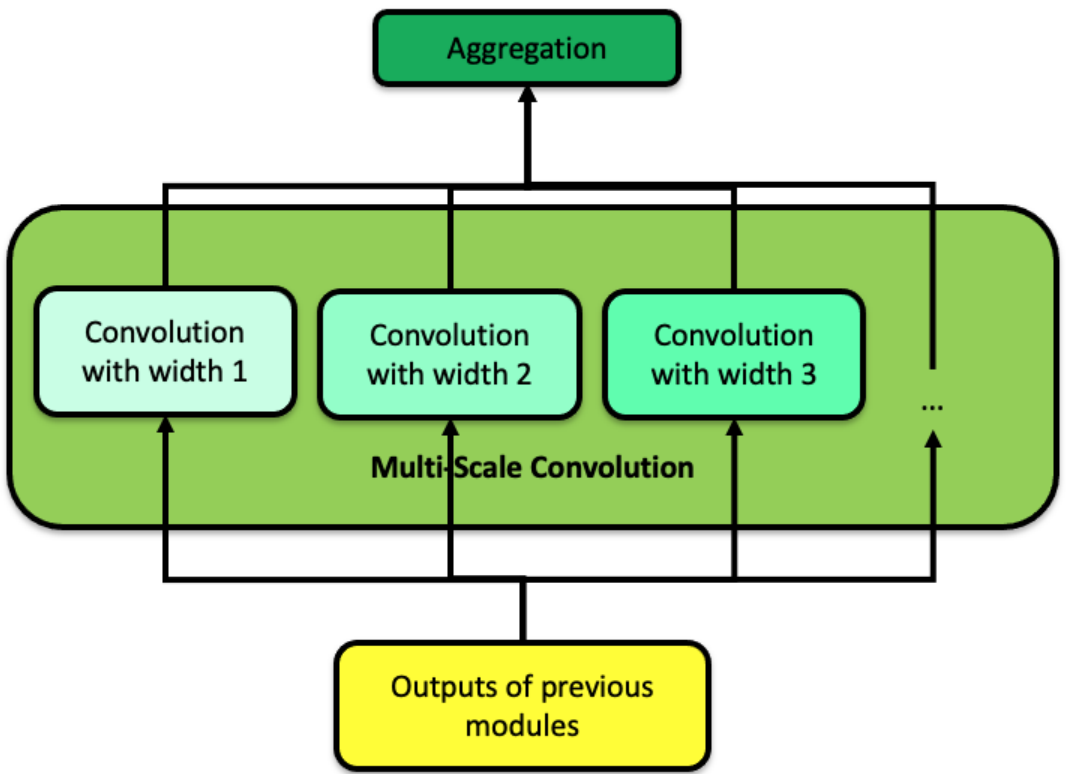 Aggregation
Convolution
with width 1
Convolution
with width 2
Convolution
with width 3
...
Multi-Scale Convolution
Outputs of previous
modules